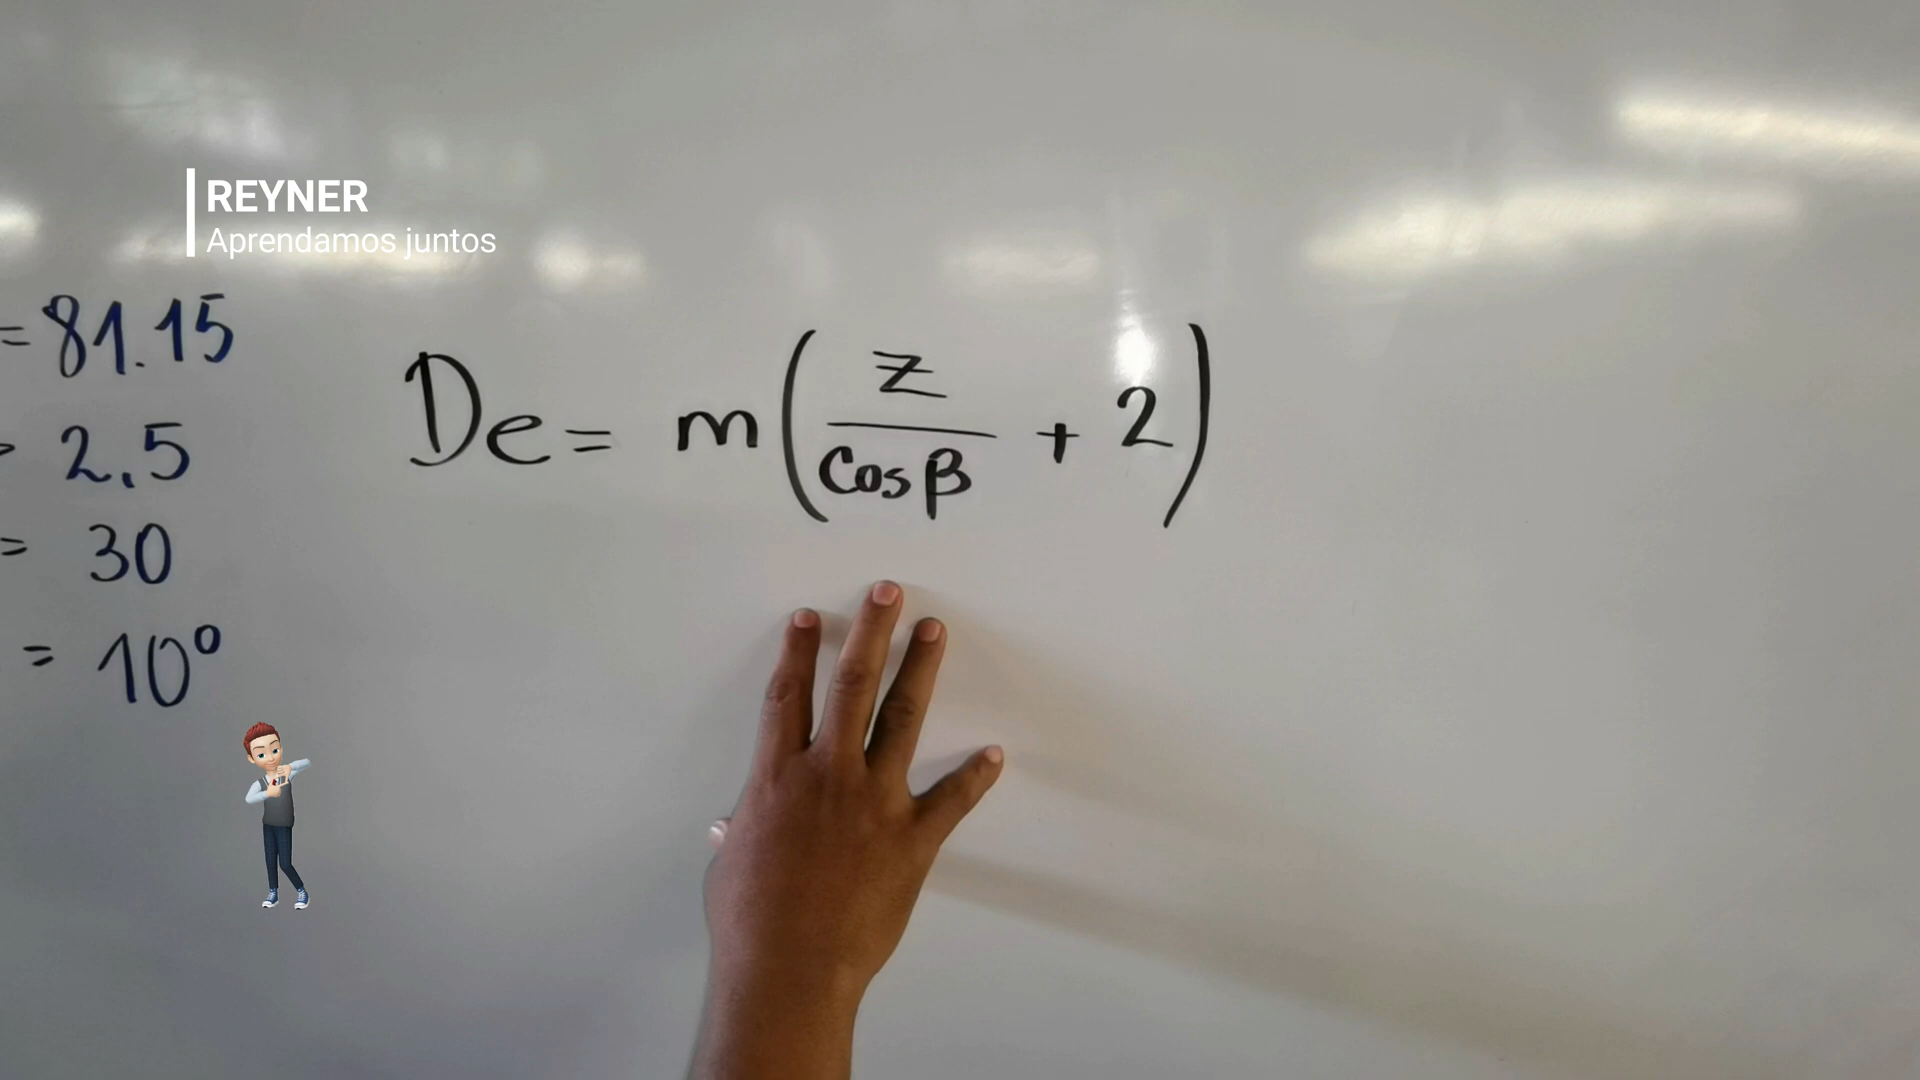 REYNER
Aprendamos juntos
= 81.15
2.5
= 30
= 10°
De = m(z/cosβ + 2)